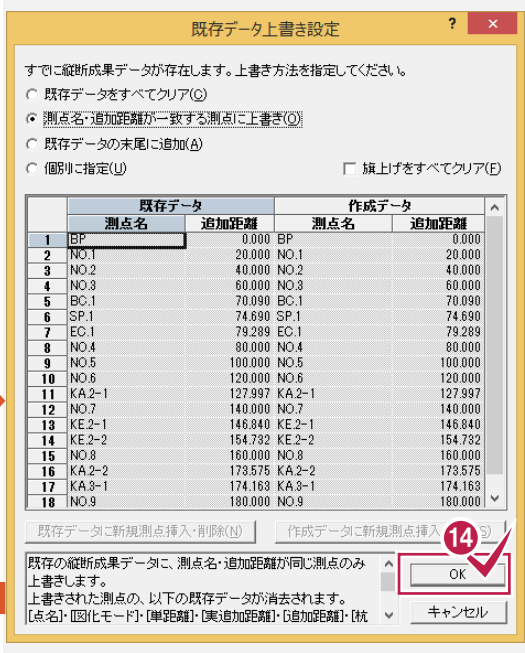 既存データ上書き設定
? ×
すでに縦断成果データが存在します。上書き方法を指定してください。
既存データをすべてクリア(C)
測点名・追加距離が一致する測点に上書き(O)
既存データの末尾に追加(A)
個別に指定(U) 旗上げをすべてクリア(F)
既存データ 作成データ
測点名 追加距離 測点名 追加距離
1 BP 0.000 BP 0.000
2 NO.1 20.000 NO.1 20.000
3 NO.2 40.000 NO.2 40.000
4 NO.3 60.000 NO.3 60.000
5 BC.1 70.090 BC.1 70.090
6 SP.1 74.690 SP.1 74.690
7 EC.1 79.289 EC.1 79.289
8 NO.4 80.000 NO.4 80.000
9 NO.5 100.000 NO.5 100.000
10 NO.6 120.000 NO.6 120.000
11 KA.2-1 127.997 KA.2-1 127.997
12 NO.7 140.000 NO.7 140.000
13 KE.2-1 146.840 KE.2-1 146.840
14 KE.2-2 154.732 KE.2-2 154.732
15 NO.8 160.000 NO.8 160.000
16 KA.2-2 173.575 KA.2-2 173.575
17 KA.3-1 174.163 KA.3-1 174.163
18 NO.9 180.000 NO.9 180.000
既存データに新規測点挿入・削除(N) 作成データに新規測点挿入
14
既存の縦断成果データに、測点名・追加距離が同じ測点のみ
上書きします。
上書きされた測点の、以下の既存データが消去されます。
[点名]・[図化モード]・[単距離]・[実追加距離]・[追加距離]・[杭
OK
キャンセル